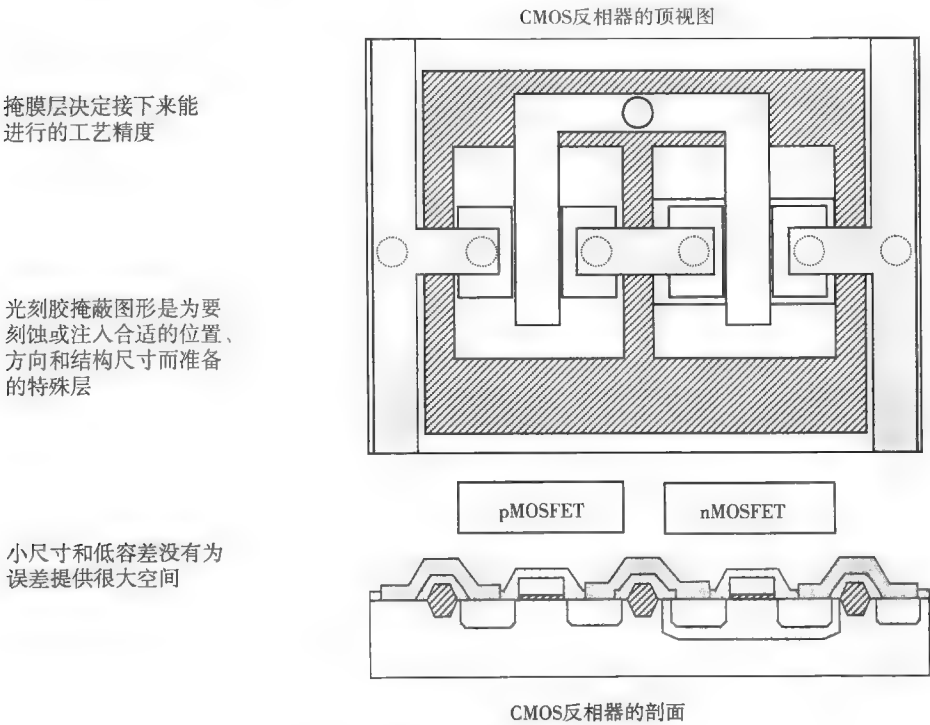 CMOS反相器的顶视图
掩膜层决定接下来能
进行的工艺精度
光刻胶掩蔽图形是为要
刻蚀或注入合适的位置、
方向和结构尺寸而准备
的特殊层
pMOSFET
nMOSFET
小尺寸和低容差没有为
误差提供很大空间
CMOS反相器的剖面